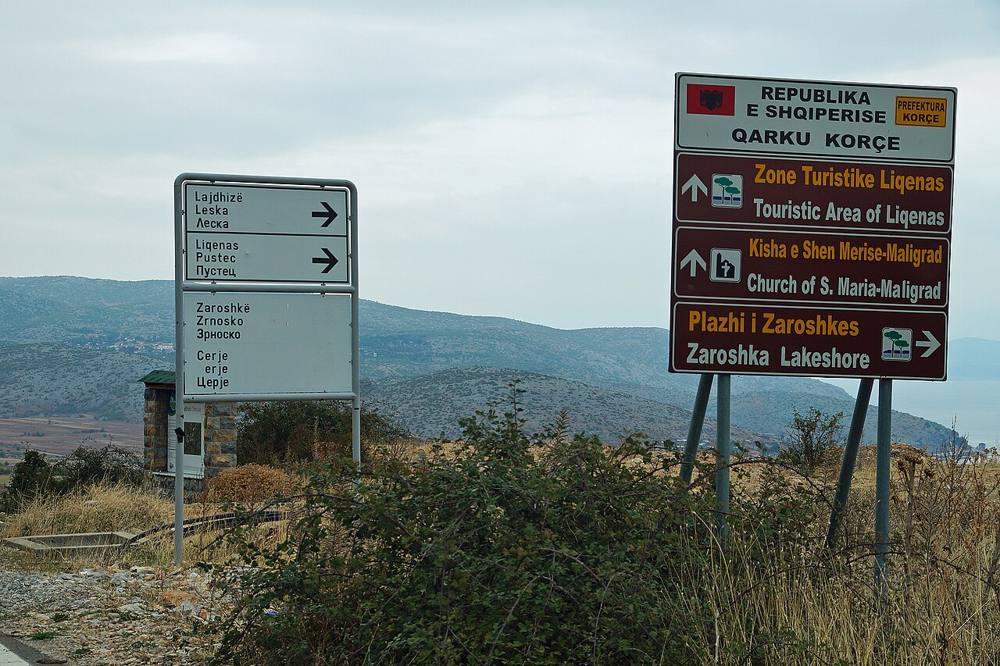 Lajdhizë
Leska
Леска
Liqenas
Pustec
Пустец
Zaroshkë
Zrnosko
Зрноско
Cerje
erje
Церје
REPUBLIKA
E SHQIPERISE
QARKU KORÇE
PREFEKTURA
KORÇE
Zone Turistike Liqenas
Touristic Area of Liqenas
Kisha e Shen Merise-Maligrad
Church of S. Maria-Maligrad
Plazhi i Zaroshkes
Zaroshka Lakeshore